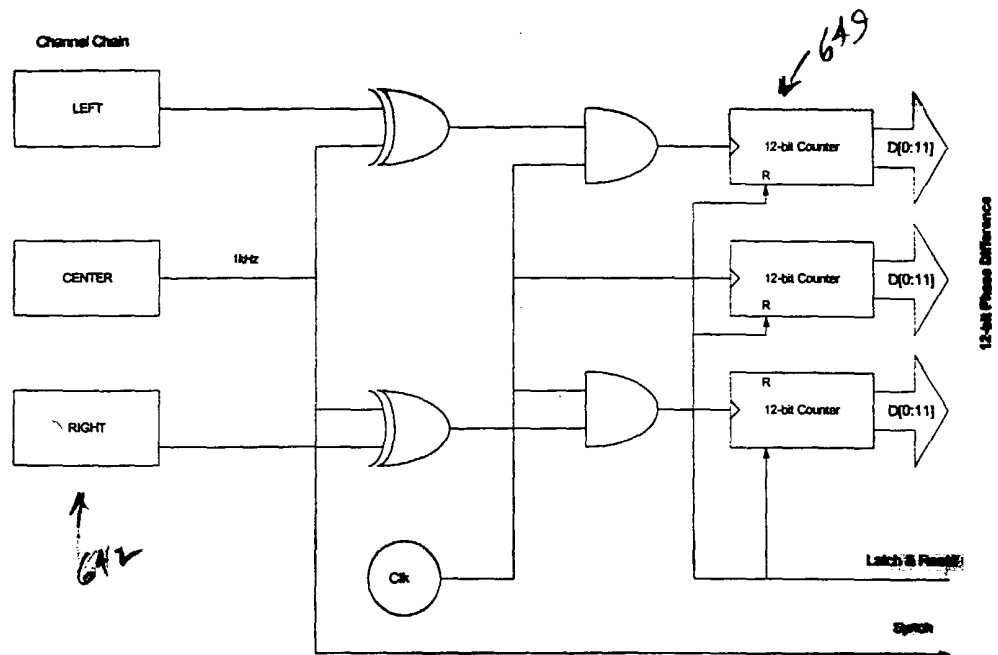 Channel Chain
649
LEFT
12-bit Counter
R
D[0:11]
CENTER
1kHz
12-bit Counter
R
D[0:11]
12-bit Phase Difference
RIGHT
R
12-bit Counter
D[0:11]
642
Clk
Latch & Reset
Synch